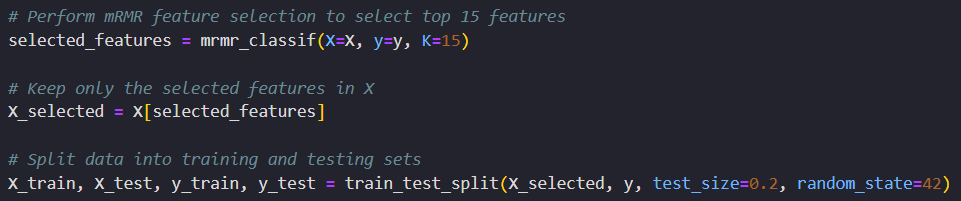 # Perform mRMR feature selection to select top 15 features
selected_features = mrmr_classif(X=X, y=y, K=15)
# Keep only the selected features in X
X_selected = X[selected_features]
# Split data into training and testing sets
X_train, X_test, y_train, y_test = train_test_split(X_selected, y, test_size=0.2, random_state=42)